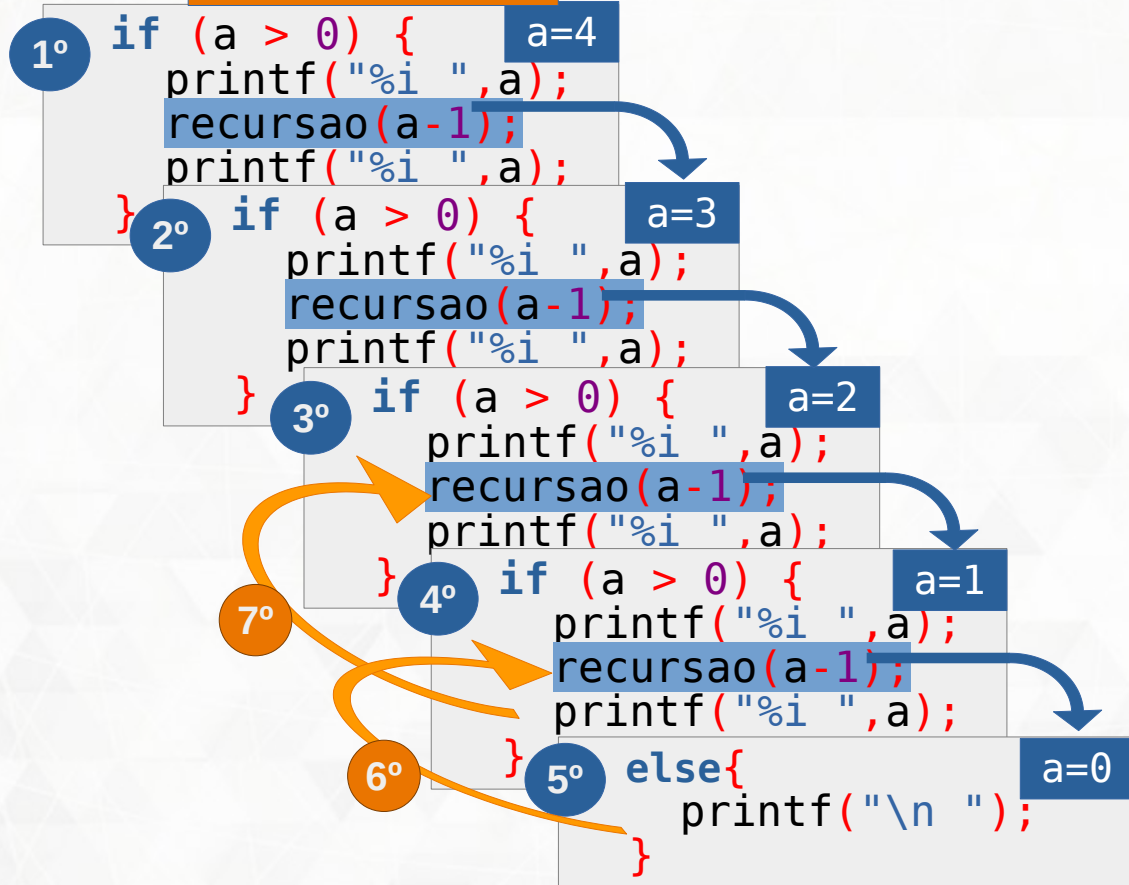 1º if (a > 0) { a=4
printf("%i ",a);
recursao(a-1);
printf("%i ",a);
}
2º if (a > 0) { a=3
printf("%i ",a);
recursao(a-1);
printf("%i ",a);
}
3º if (a > 0) { a=2
printf("%i ",a);
recursao(a-1);
printf("%i ",a);
}
4º if (a > 0) { a=1
7º printf("%i ",a);
recursao(a-1);
printf("%i ",a);
}
6º 5º else{ a=0
printf("\n ");
}